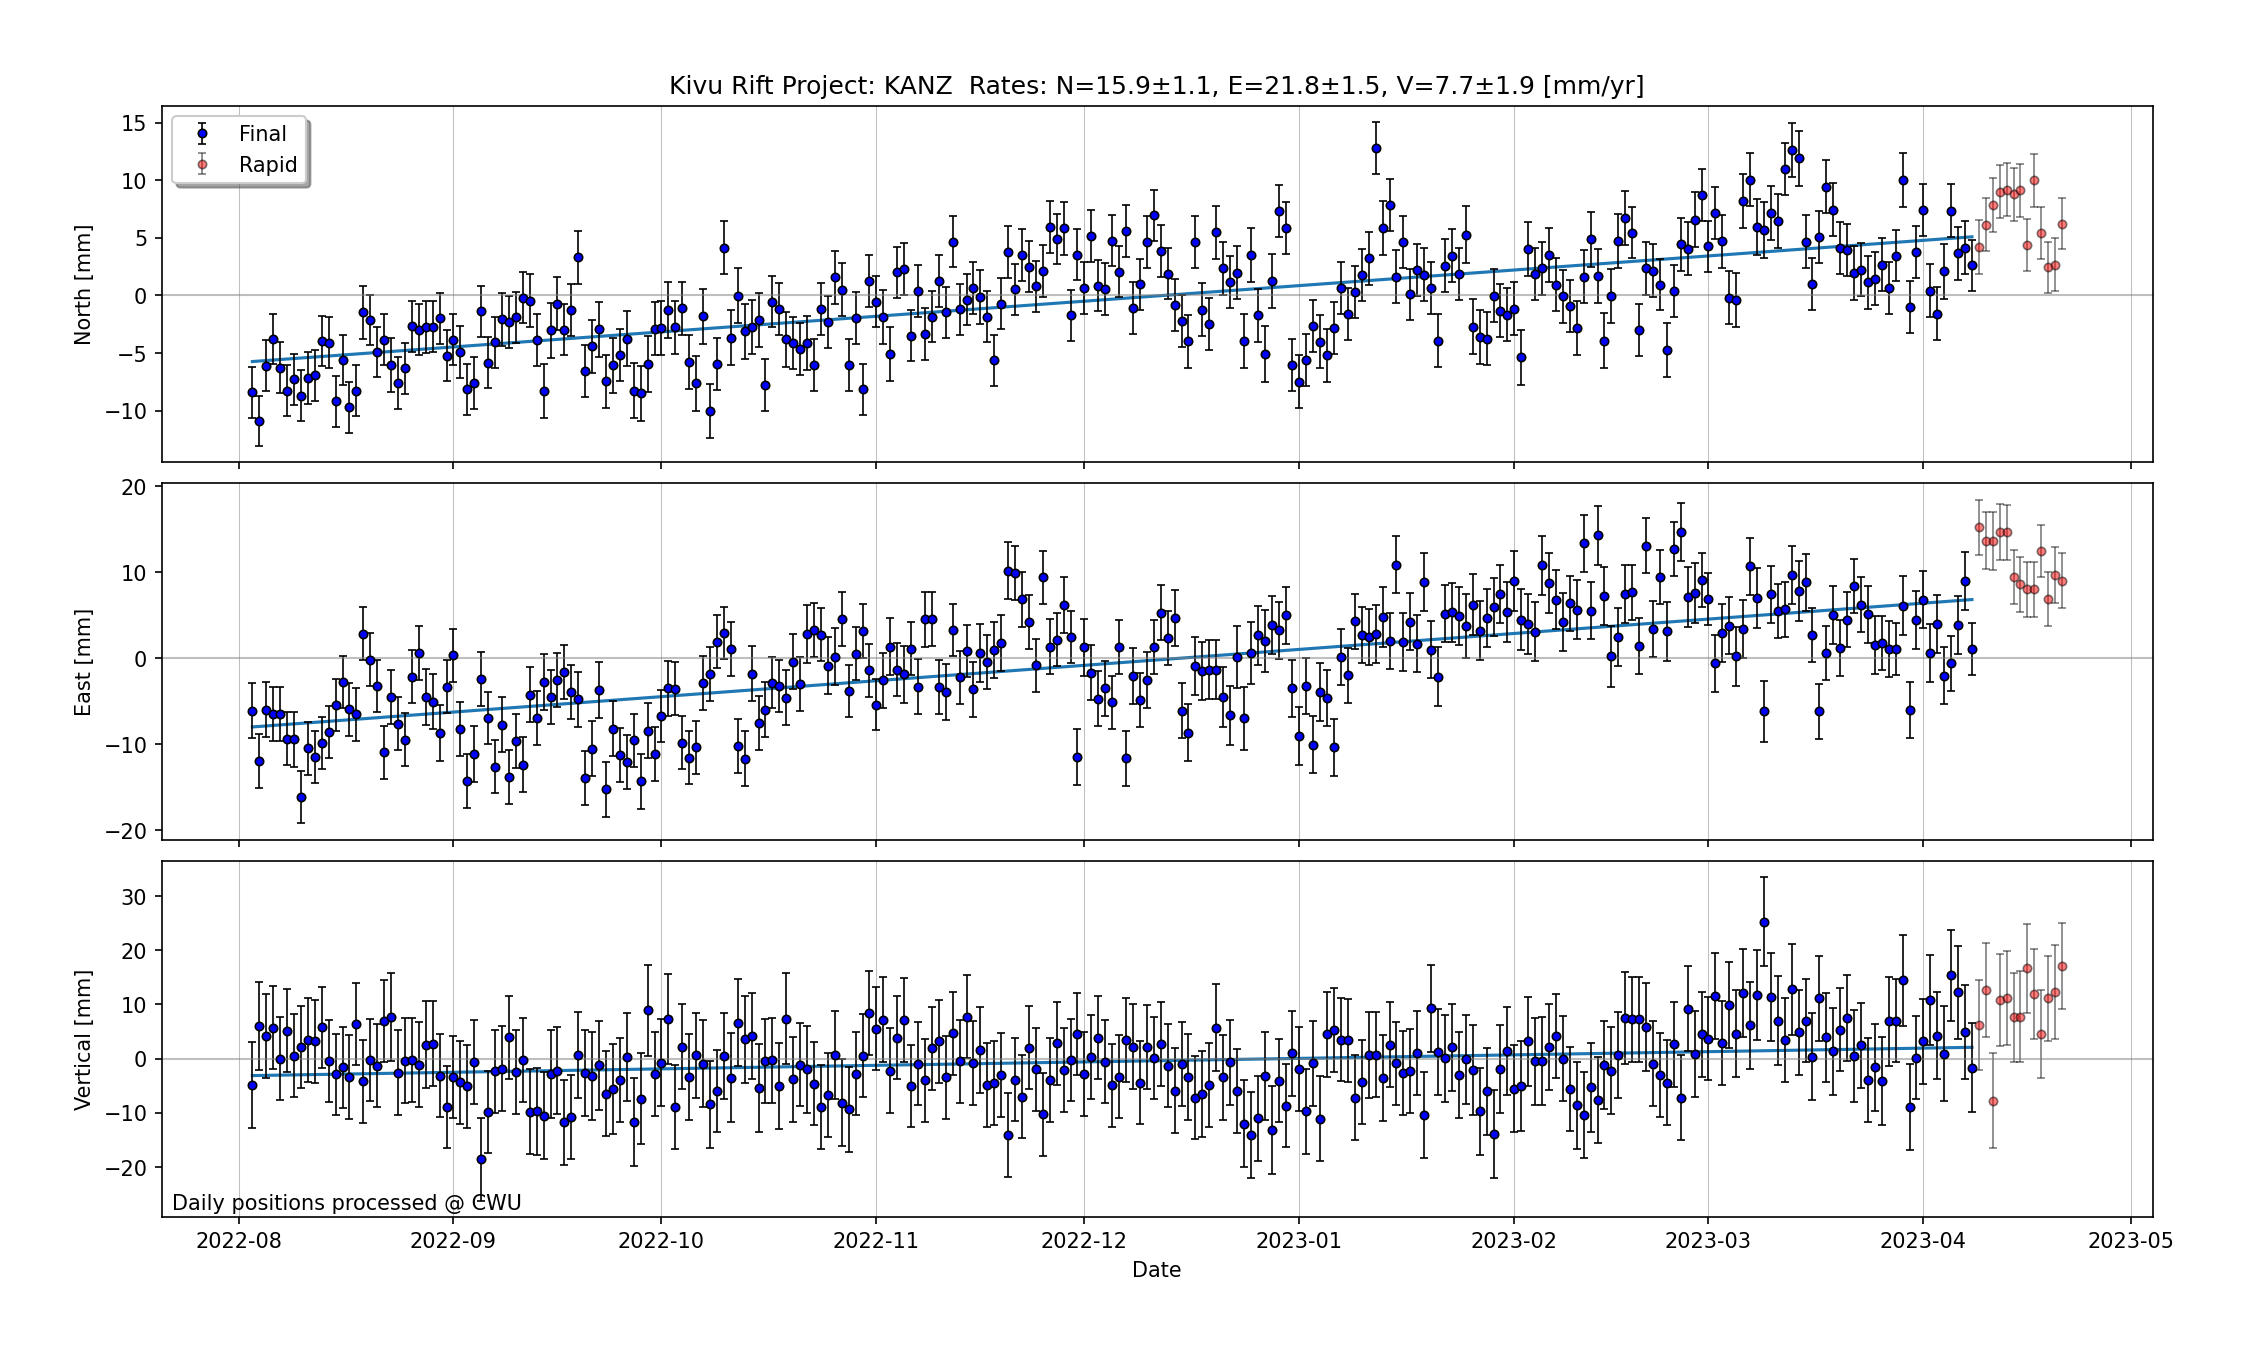 Kivu Rift Project: KANZ  Rates: N=15.9±1.1, E=21.8±1.5, V=7.7±1.9 [mm/yr]
Final
Rapid
North [mm]
15
10
5
0
−5
−10
East [mm]
20
10
0
−10
−20
Vertical [mm]
30
20
10
0
−10
−20
Daily positions processed @ CWU
2022-08 2022-09 2022-10 2022-11 2022-12 2023-01 2023-02 2023-03 2023-04 2023-05
Date